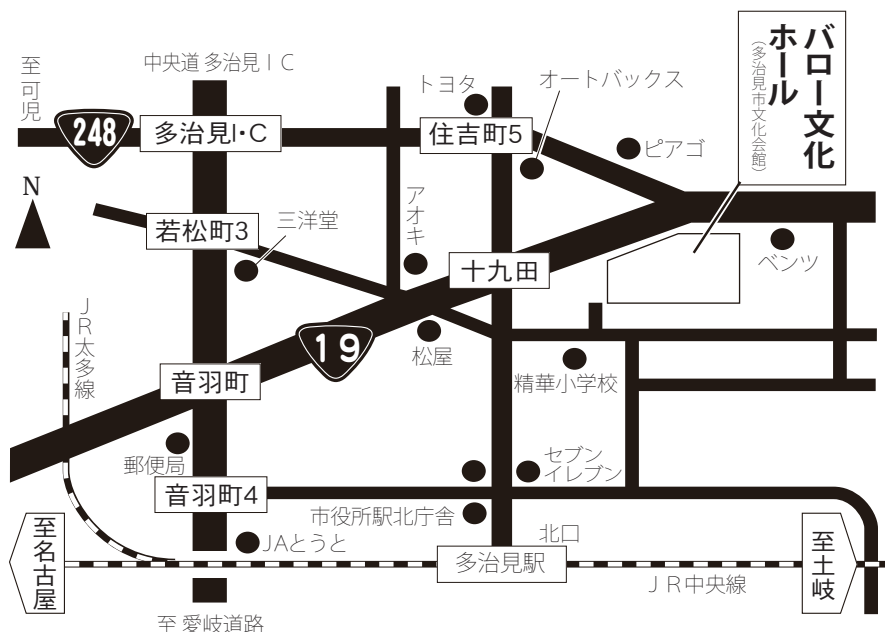 バロー文化
ホール
(多治見市文化会館)
至 可児
中央道 多治見IC
トヨタ
オートバックス
248
多治見I・C
住吉町5
ピアゴ
N
アオキ
若松町3
三洋堂
十九田
ベンツ
JR太多線
19
松屋
音羽町
精華小学校
郵便局
セブン
イレブン
音羽町4
市役所駅北庁舎
北口
至名古屋
JAとうと
多治見駅
至土岐
JR中央線
至 愛岐道路